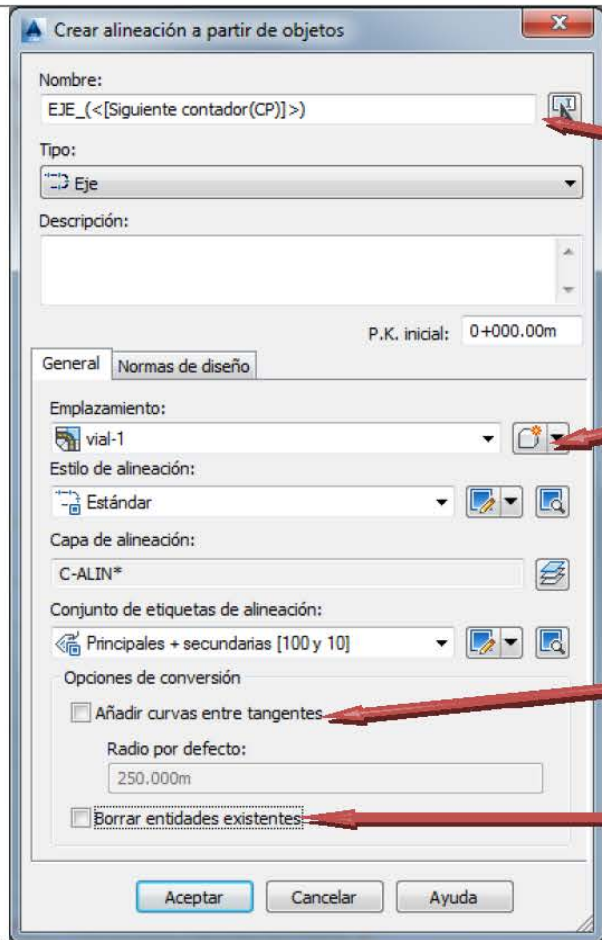 Crear alineación a partir de objetos
Nombre:
EJE_(<[Siguiente contador(CP)]>)
Tipo:
Eje
Descripción:
P.K. inicial: 0+000.00m
General Normas de diseño
Emplazamiento:
vial-1
Estilo de alineación:
Estándar
Capa de alineación:
C-ALIN*
Conjunto de etiquetas de alineación:
Principales + secundarias [100 y 10]
Opciones de conversión
Añadir curvas entre tangentes
Radio por defecto:
250.000m
Borrar entidades existentes
Aceptar Cancelar Ayuda